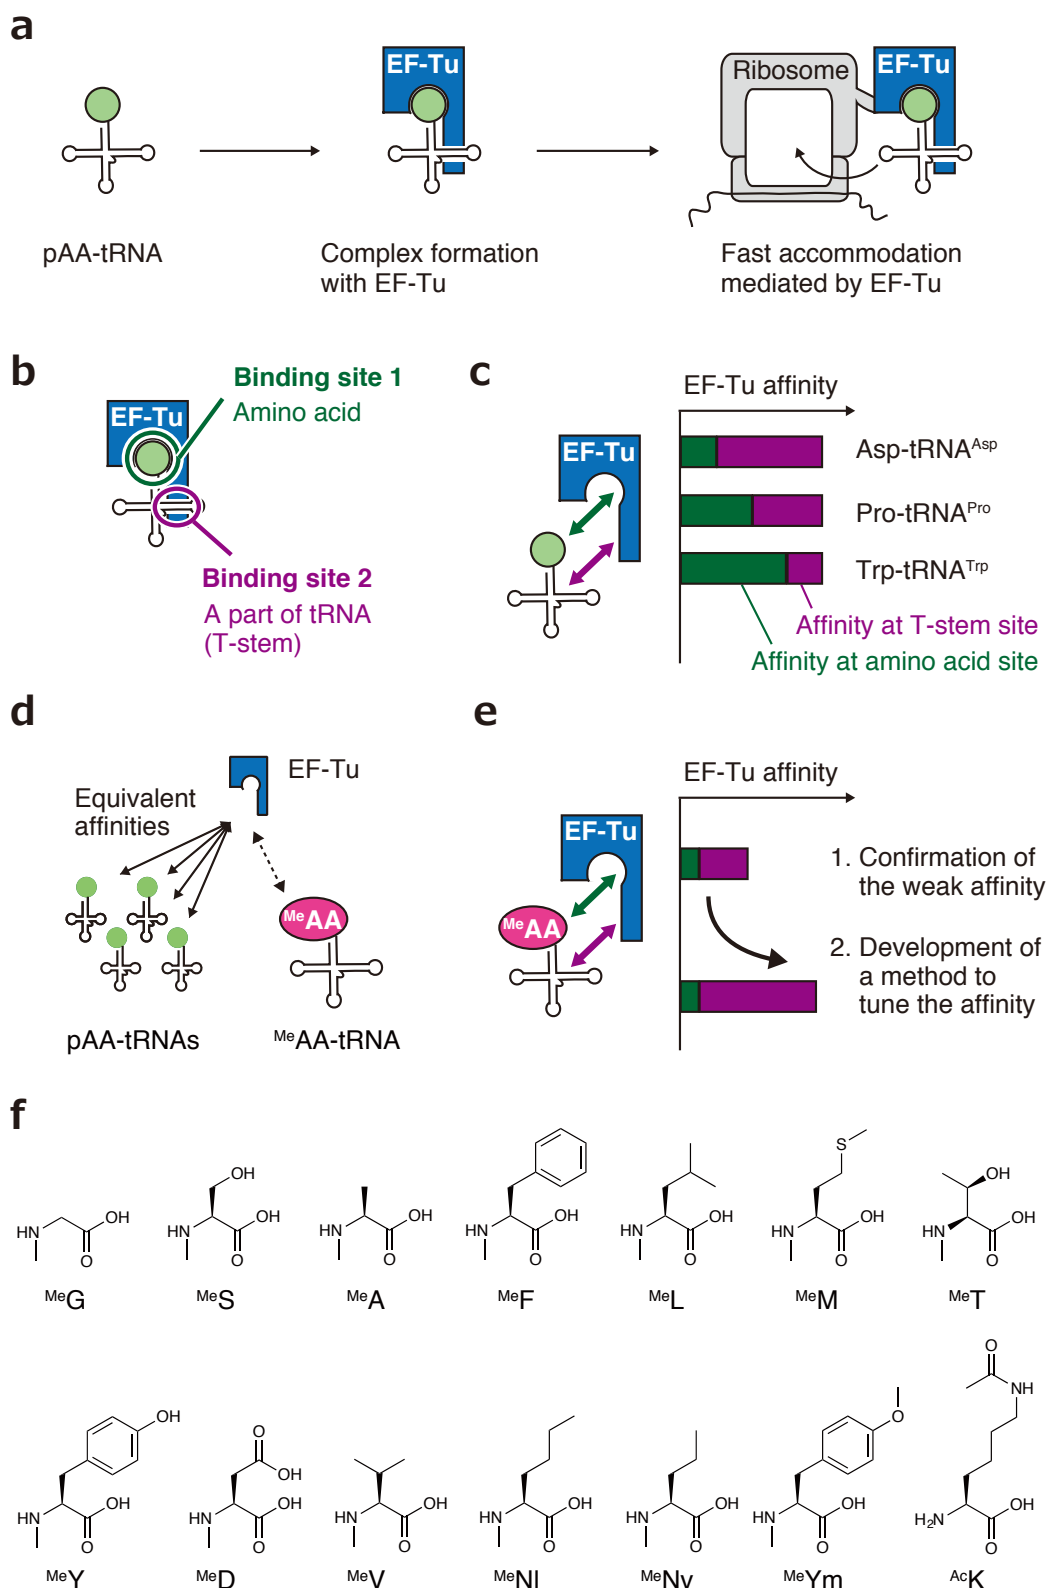 a
EF-Tu
Ribosome
EF-Tu
pAA-tRNA
Complex formation
with EF-Tu
Fast accommodation
mediated by EF-Tu
b
Binding site 1
Amino acid
EF-Tu
Binding site 2
A part of tRNA
(T-stem)
c
EF-Tu affinity
EF-Tu
Asp-tRNAAsp
Pro-tRNAPro
Trp-tRNATrp
Affinity at T-stem site
Affinity at amino acid site
d
EF-Tu
Equivalent
affinities
MeAA
pAA-tRNAs
MeAA-tRNA
e
EF-Tu affinity
EF-Tu
MeAA
1. Confirmation of
the weak affinity
2. Development of
a method to
tune the affinity
f
HN OH O
MeG
OH HN OH O
MeS
HN OH O
MeA
HN OH O
MeF
HN OH O
MeL
S HN OH O
MeM
OH HN OH O
MeT
OH HN OH O
MeY
O OH HN OH O
MeD
HN OH O
MeV
HN OH O
MeNl
HN OH O
MeNv
O HN OH O
MeYm
O NH H2N OH O
AcK